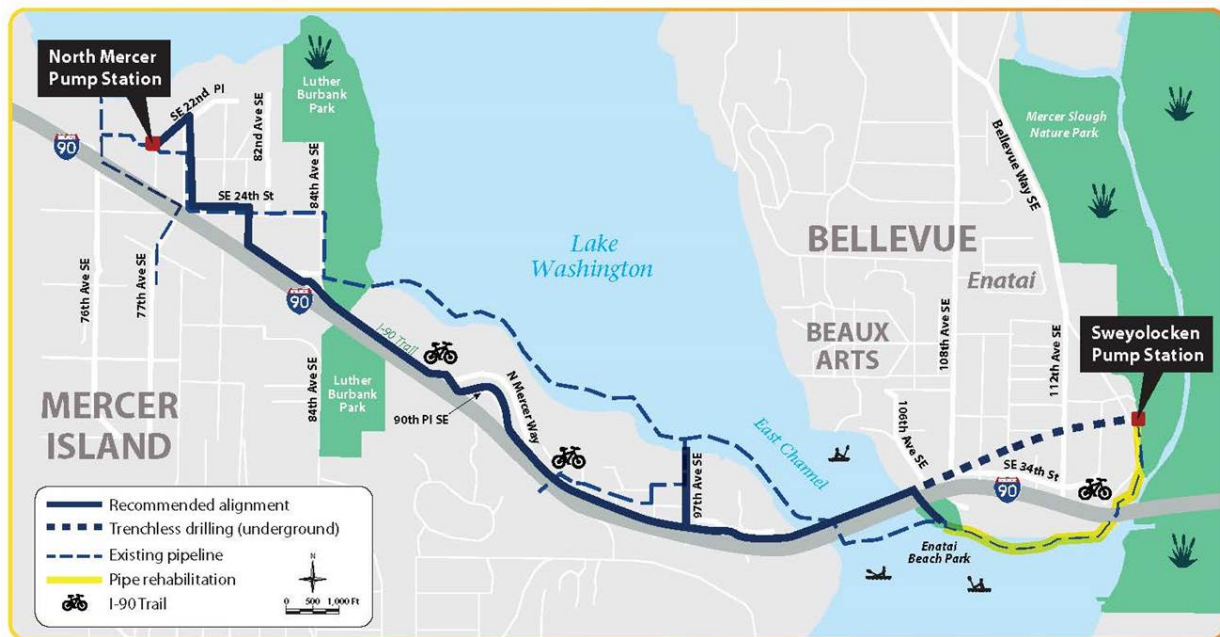 North Mercer
Pump Station
SE 22nd Pl
82nd Ave SE
Luther
Burbank
Park
84th Ave SE
90
SE 24th St
76th Ave SE
77th Ave SE
90
I-90 Trail
84th Ave SE
Luther
Burbank
Park
90th Pl SE
N Mercer Way
MERCER
ISLAND
Lake
Washington
East Channel
97th Ave SE
BELLEVUE
Enatai
BEAUX
ARTS
Mercer Slough
Nature Park
Bellevue Way SE
108th Ave SE
112th Ave SE
106th Ave SE
Sweyolocken
Pump Station
SE 34th St
90
Enatai
Beach Park
Recommended alignment
Trenchless drilling (underground)
Existing pipeline
Pipe rehabilitation
I-90 Trail
N
0 500 1,000 Ft